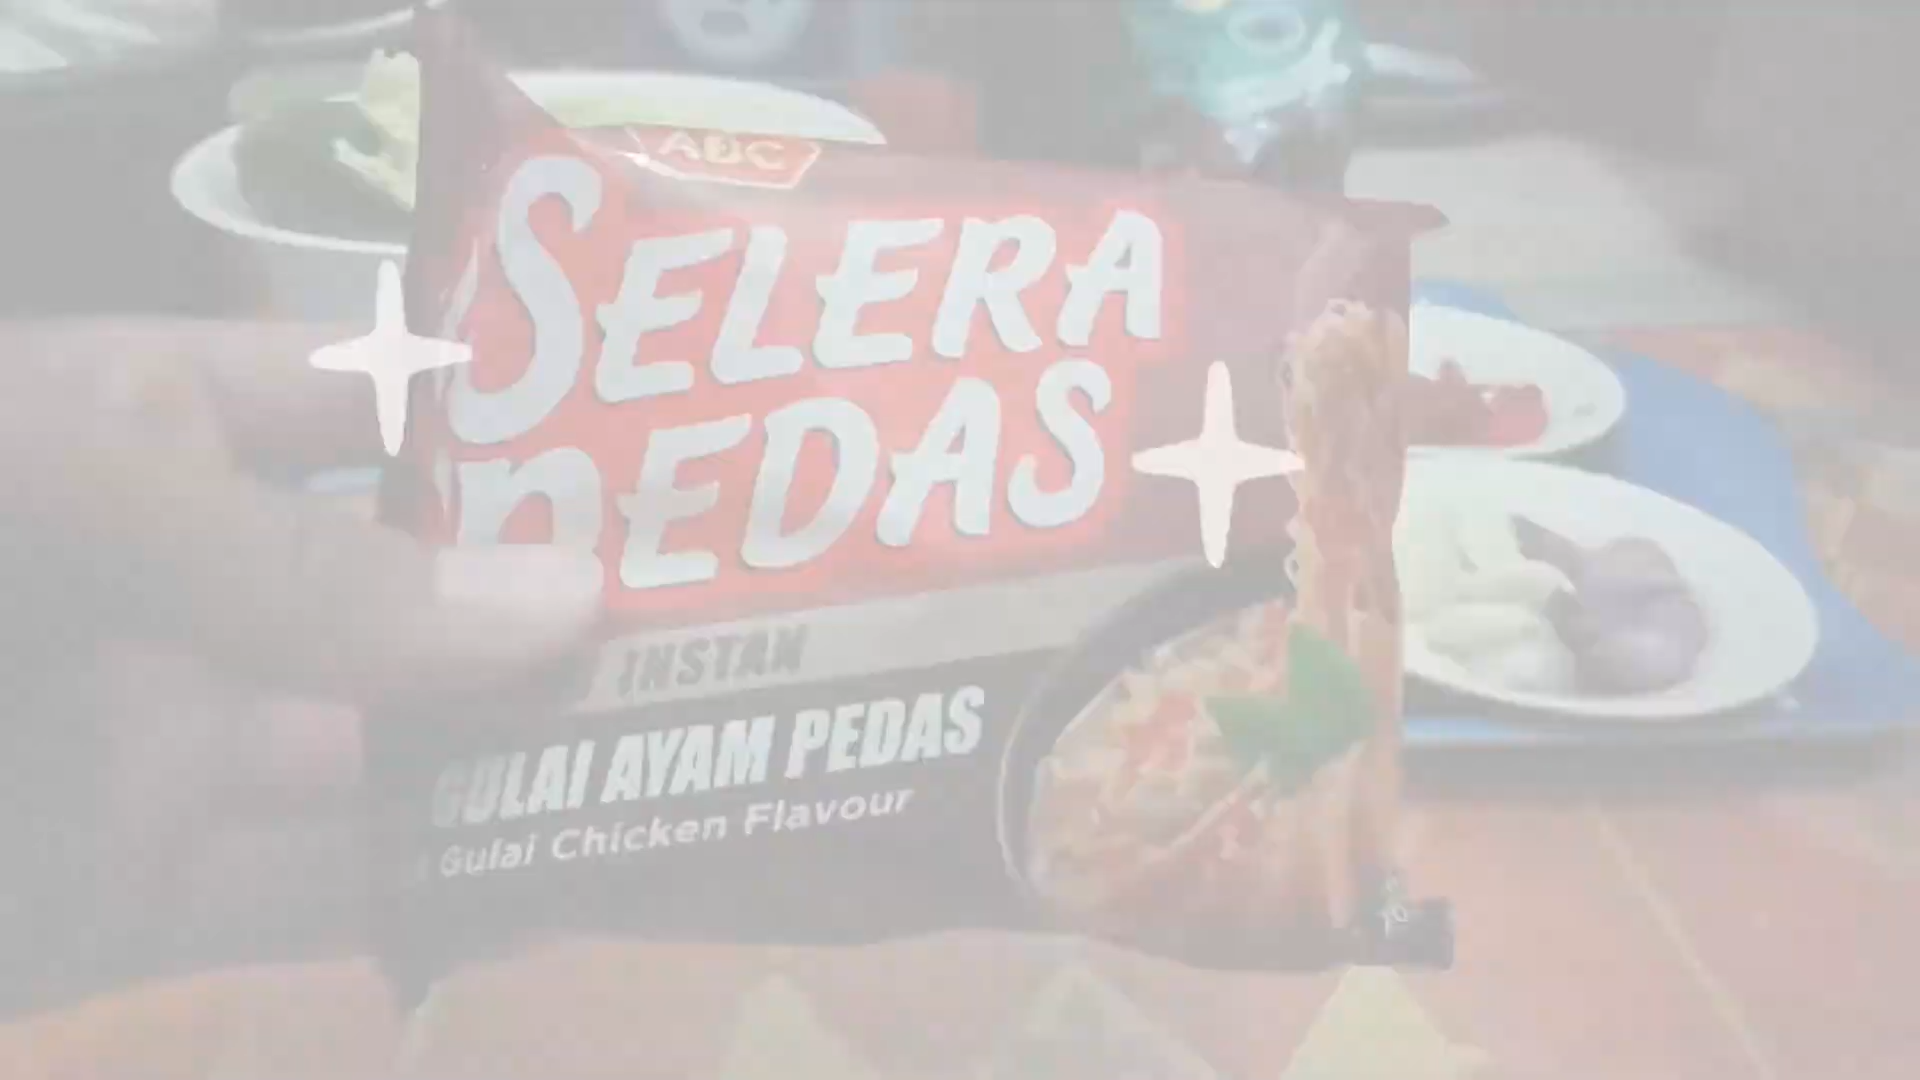 ABC
SELERA
PEDAS
INSTAN
GULAI AYAM PEDAS
Gulai Chicken Flavour